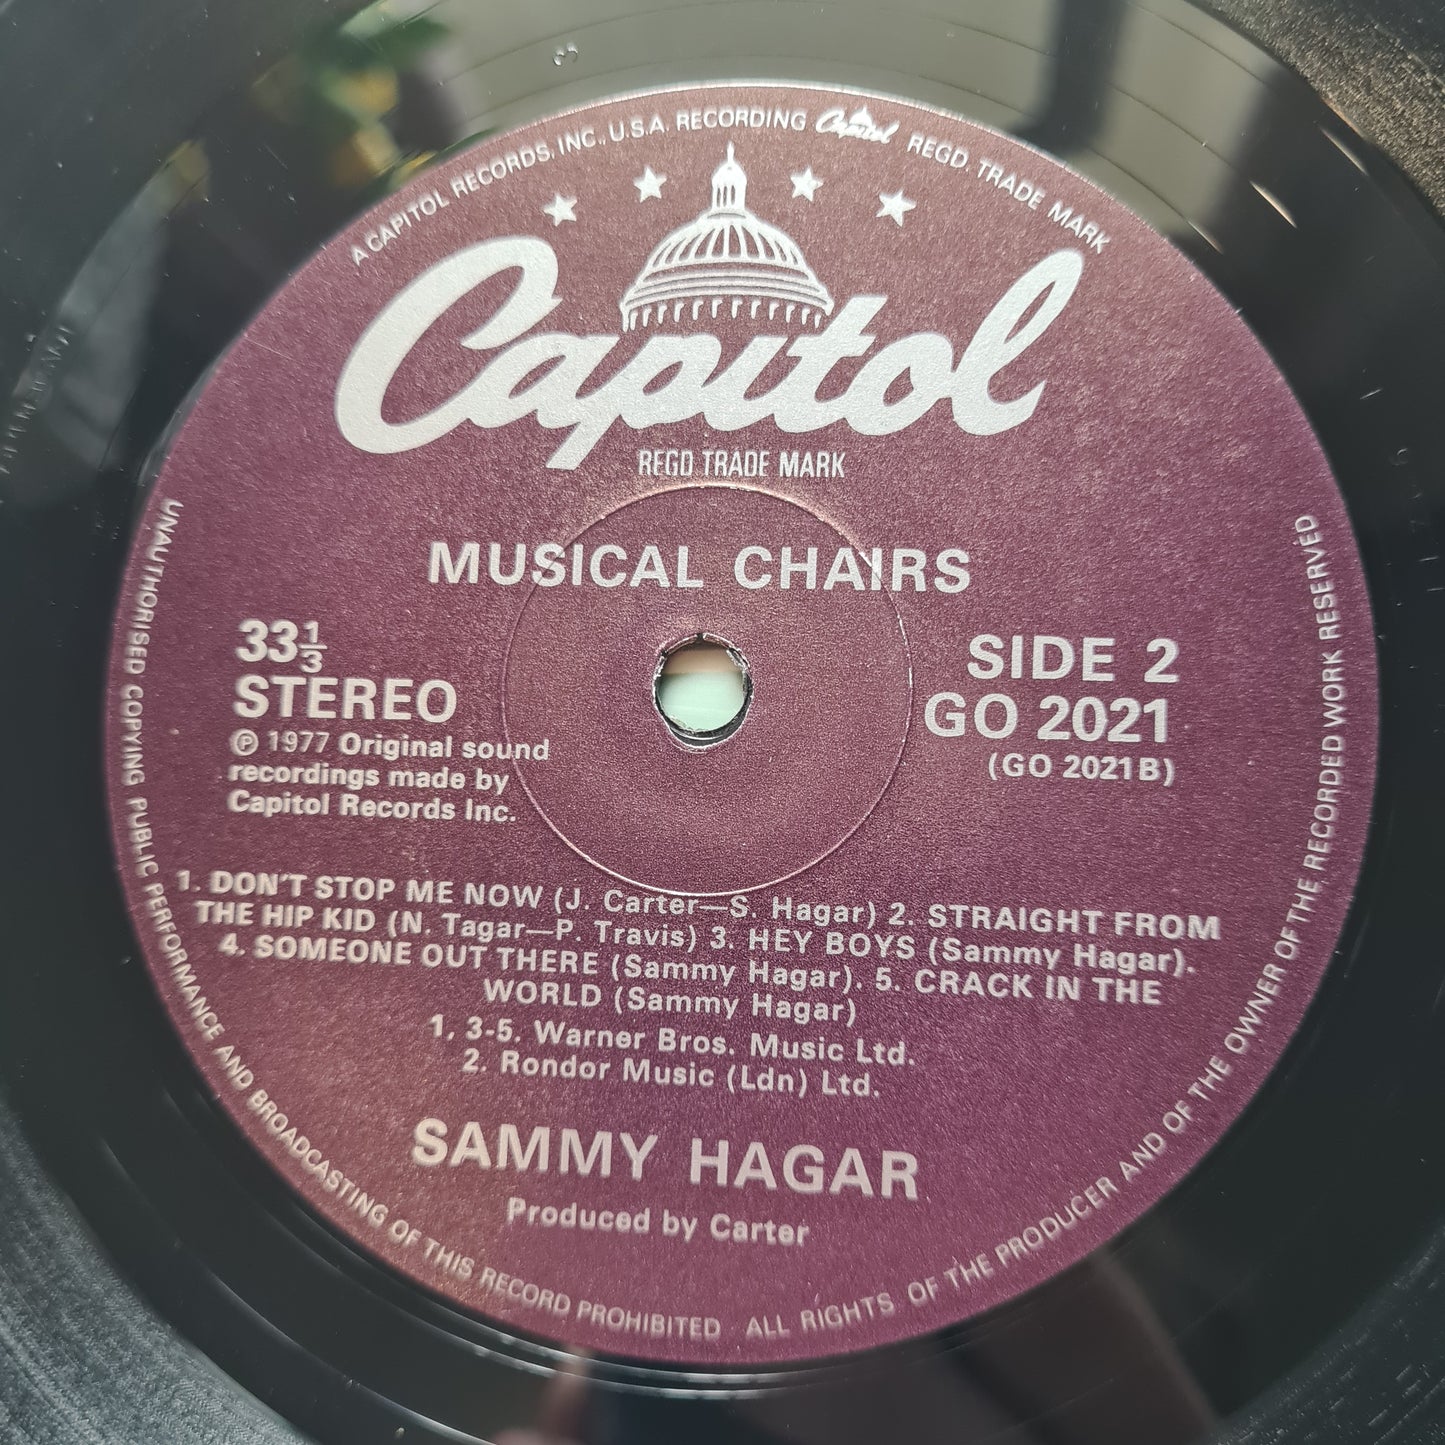 A CAPITOL RECORDS, INC., U.S.A. RECORDING Capitol REGD. TRADE MARK
Capitol
REGD TRADE MARK
MUSICAL CHAIRS
33⅓
STEREO
Ⓟ 1977 Original sound
recordings made by
Capitol Records Inc.
SIDE 2
GO 2021
(GO 2021 B)
1. DON'T STOP ME NOW (J. Carter—S. Hagar) 2. STRAIGHT FROM
THE HIP KID (N. Tagar—P. Travis) 3. HEY BOYS (Sammy Hagar).
4. SOMEONE OUT THERE (Sammy Hagar). 5. CRACK IN THE
WORLD (Sammy Hagar)
1, 3-5. Warner Bros. Music Ltd.
2. Rondor Music (Ldn) Ltd.
SAMMY HAGAR
Produced by Carter
UNAUTHORISED COPYING PUBLIC PERFORMANCE AND BROADCASTING OF THIS RECORD PROHIBITED ALL RIGHTS OF THE PRODUCER AND OF THE OWNER OF THE RECORDED WORK RESERVED